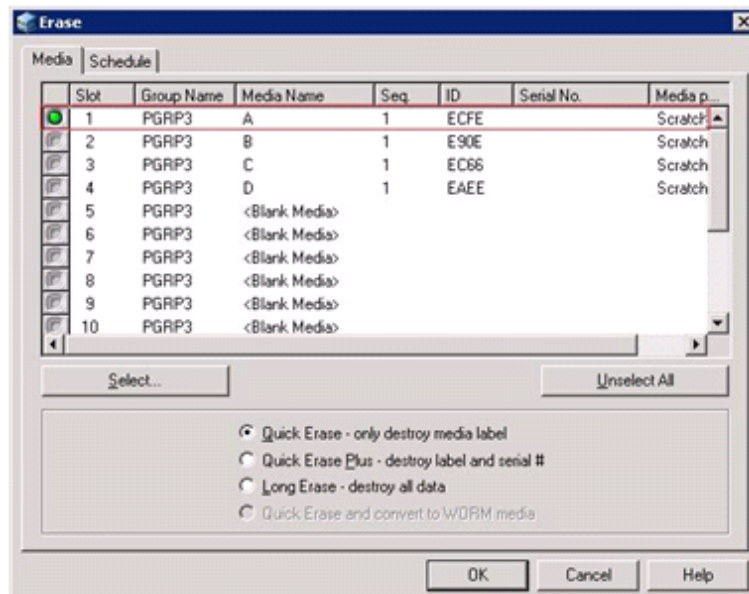 Erase
Media Schedule
Slot Group Name Media Name Seq. ID Serial No. Media p...
1 PGRP3 A 1 ECFE Scratch
2 PGRP3 B 1 E90E Scratch
3 PGRP3 C 1 EC66 Scratch
4 PGRP3 D 1 EAEE Scratch
5 PGRP3 <Blank Media>
6 PGRP3 <Blank Media>
7 PGRP3 <Blank Media>
8 PGRP3 <Blank Media>
9 PGRP3 <Blank Media>
10 PGRP3 <Blank Media>
Select... Unselect All
Quick Erase - only destroy media label
Quick Erase Plus - destroy label and serial #
Long Erase - destroy all data
Quick Erase and convert to WORM media
OK Cancel Help